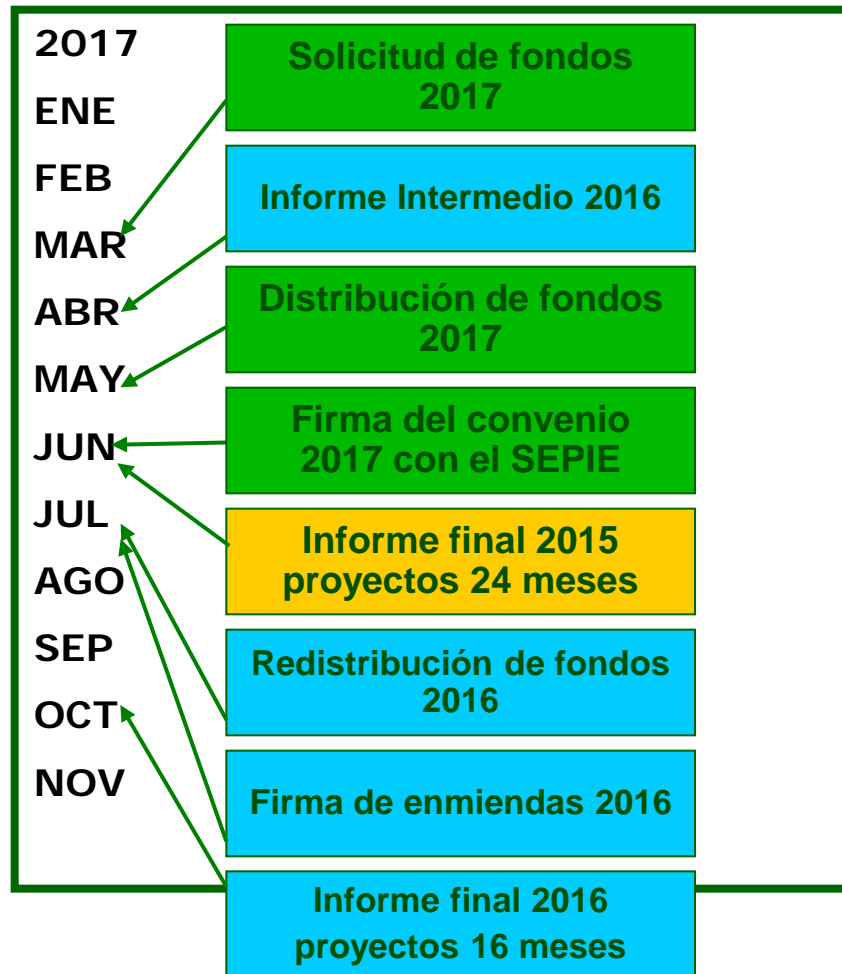 2017
ENE
FEB
MAR
ABR
MAY
JUN
JUL
AGO
SEP
OCT
NOV
Solicitud de fondos
2017
Informe Intermedio 2016
Distribución de fondos
2017
Firma del convenio
2017 con el SEPIE
Informe final 2015
proyectos 24 meses
Redistribución de fondos
2016
Firma de enmiendas 2016
Informe final 2016
proyectos 16 meses